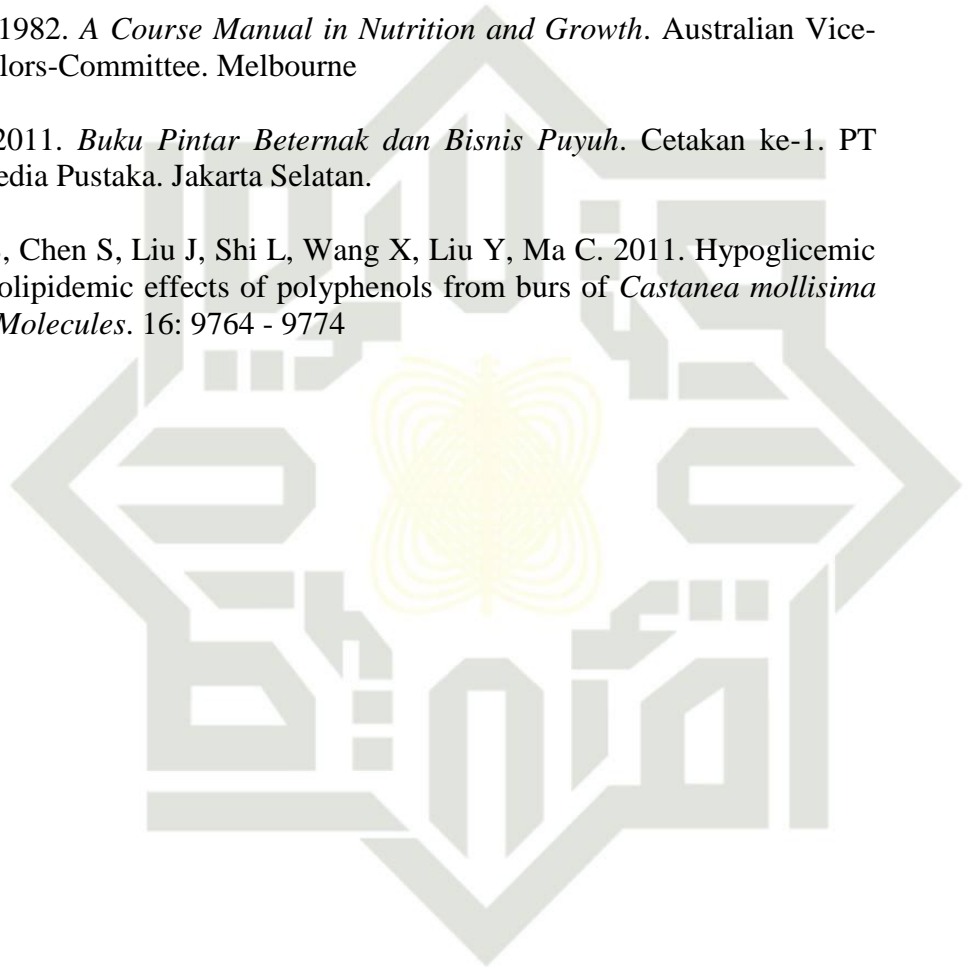 1982. A Course Manual in Nutrition and Growth. Australian Vice-
lors-Committee. Melbourne
2011. Buku Pintar Beternak dan Bisnis Puyuh. Cetakan ke-1. PT
edia Pustaka. Jakarta Selatan.
, Chen S, Liu J, Shi L, Wang X, Liu Y, Ma C. 2011. Hypoglicemic
olipidemic effects of polyphenols from burs of Castanea mollisima
Molecules. 16: 9764 - 9774